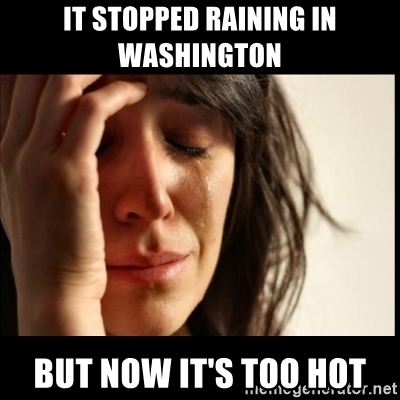 IT STOPPED RAINING IN
WASHINGTON
BUT NOW IT'S TOO HOT
memegenerator.net